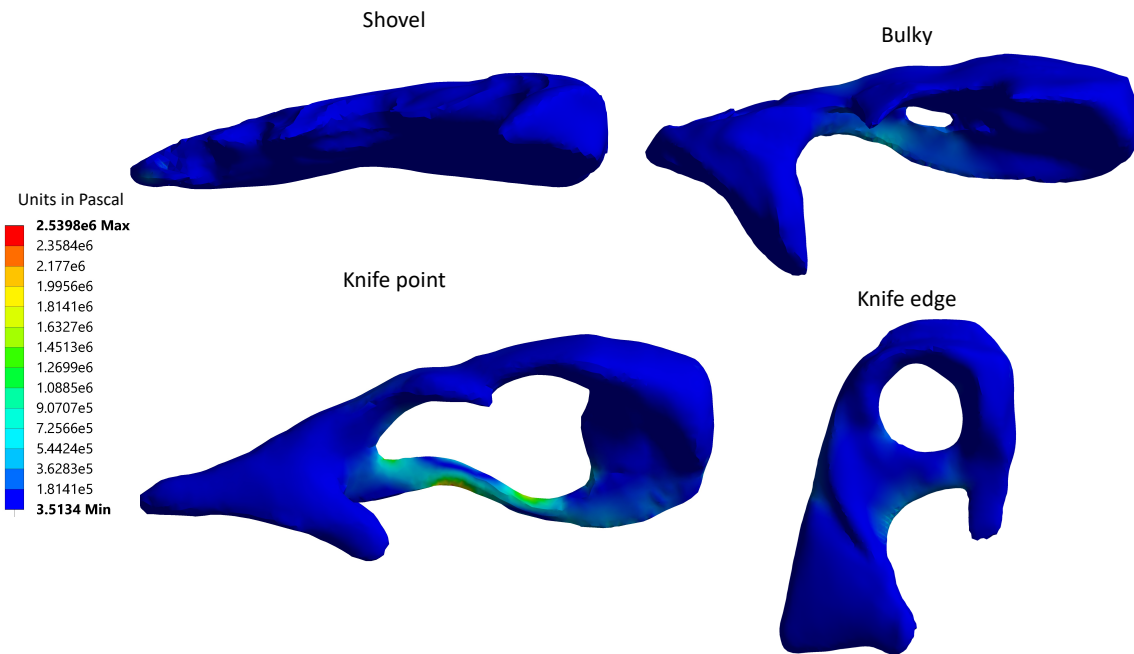 Shovel
Bulky
Units in Pascal
2.5398e6 Max
2.3584e6
2.177e6
1.9956e6
1.8141e6
1.6327e6
1.4513e6
1.2699e6
1.0885e6
9.0707e5
7.2566e5
5.4424e5
3.6283e5
1.8141e5
3.5134 Min
Knife point
Knife edge